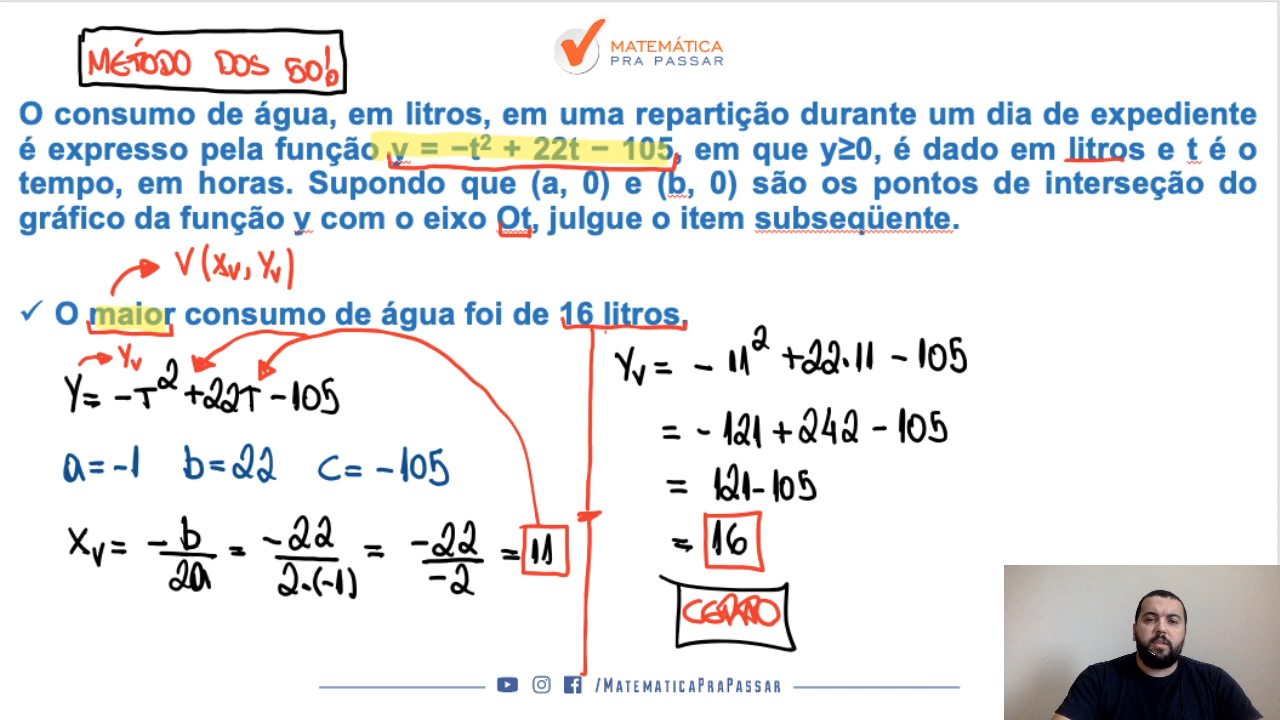 MÉTODO DOS 50%
MATEMÁTICA
PRA PASSAR
O consumo de água, em litros, em uma repartição durante um dia de expediente
é expresso pela função y = −t² + 22t − 105, em que y≥0, é dado em litros e t é o
tempo, em horas. Supondo que (a, 0) e (b, 0) são os pontos de interseção do
gráfico da função y com o eixo Ot, julgue o item subseqüente.
V(Xv, Yv)
✓ O maior consumo de água foi de 16 litros.
Yv
Y = -T² + 22T - 105
a = -1 b = 22 c = -105
Xv = -b/2a = -22/2·(-1) = -22/-2 = 11
Yv = - 11² + 22.11 - 105
= - 121 + 242 - 105
= 121 - 105
= 16
CERTO
/MATEMATICAPRAPASSAR